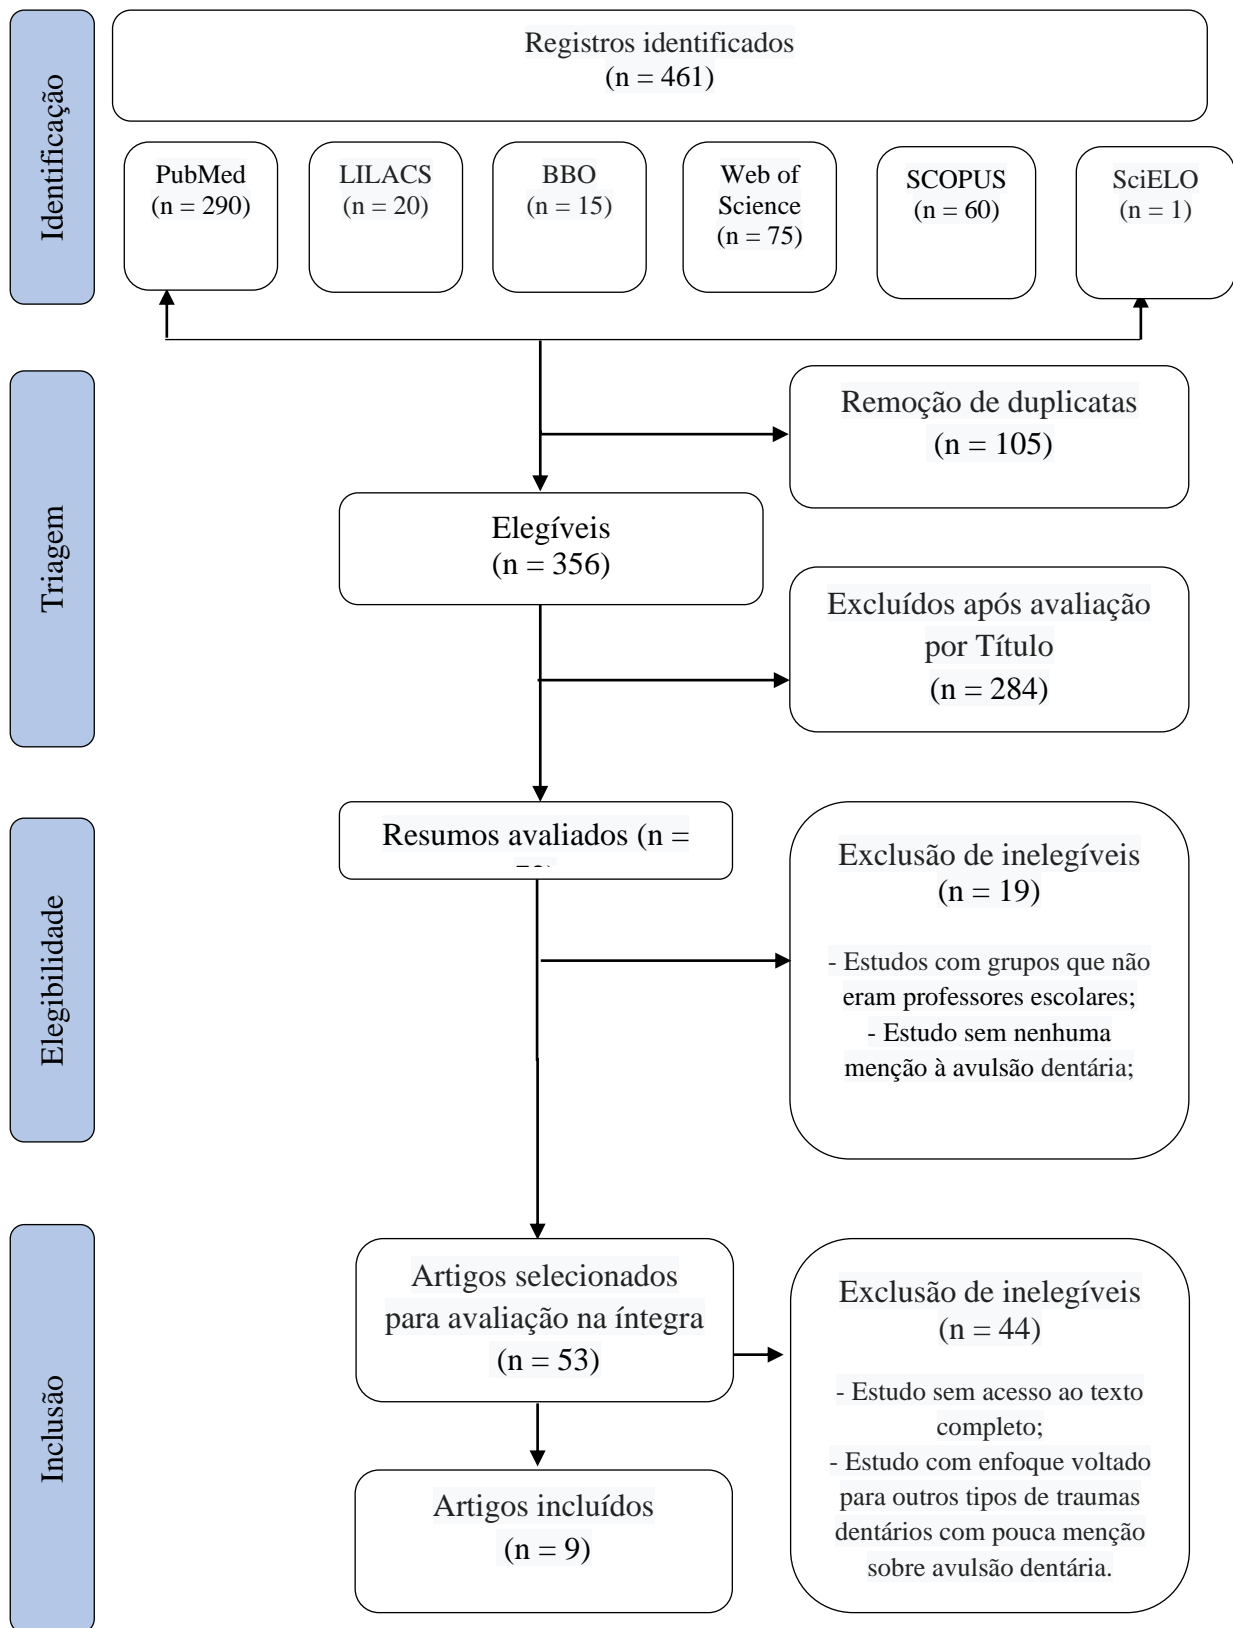 Identificação
Registros identificados
(n = 461)
PubMed
(n = 290)
LILACS
(n = 20)
BBO
(n = 15)
Web of
Science
(n = 75)
SCOPUS
(n = 60)
SciELO
(n = 1)
Triagem
Remoção de duplicatas
(n = 105)
Elegíveis
(n = 356)
Excluídos após avaliação
por Título
(n = 284)
Elegibilidade
Resumos avaliados (n =
Exclusão de inelegíveis
(n = 19)
- Estudos com grupos que não
eram professores escolares;
- Estudo sem nenhuma
menção à avulsão dentária;
Inclusão
Artigos selecionados
para avaliação na íntegra
(n = 53)
Exclusão de inelegíveis
(n = 44)
- Estudo sem acesso ao texto
completo;
- Estudo com enfoque voltado
para outros tipos de traumas
dentários com pouca menção
sobre avulsão dentária.
Artigos incluídos
(n = 9)